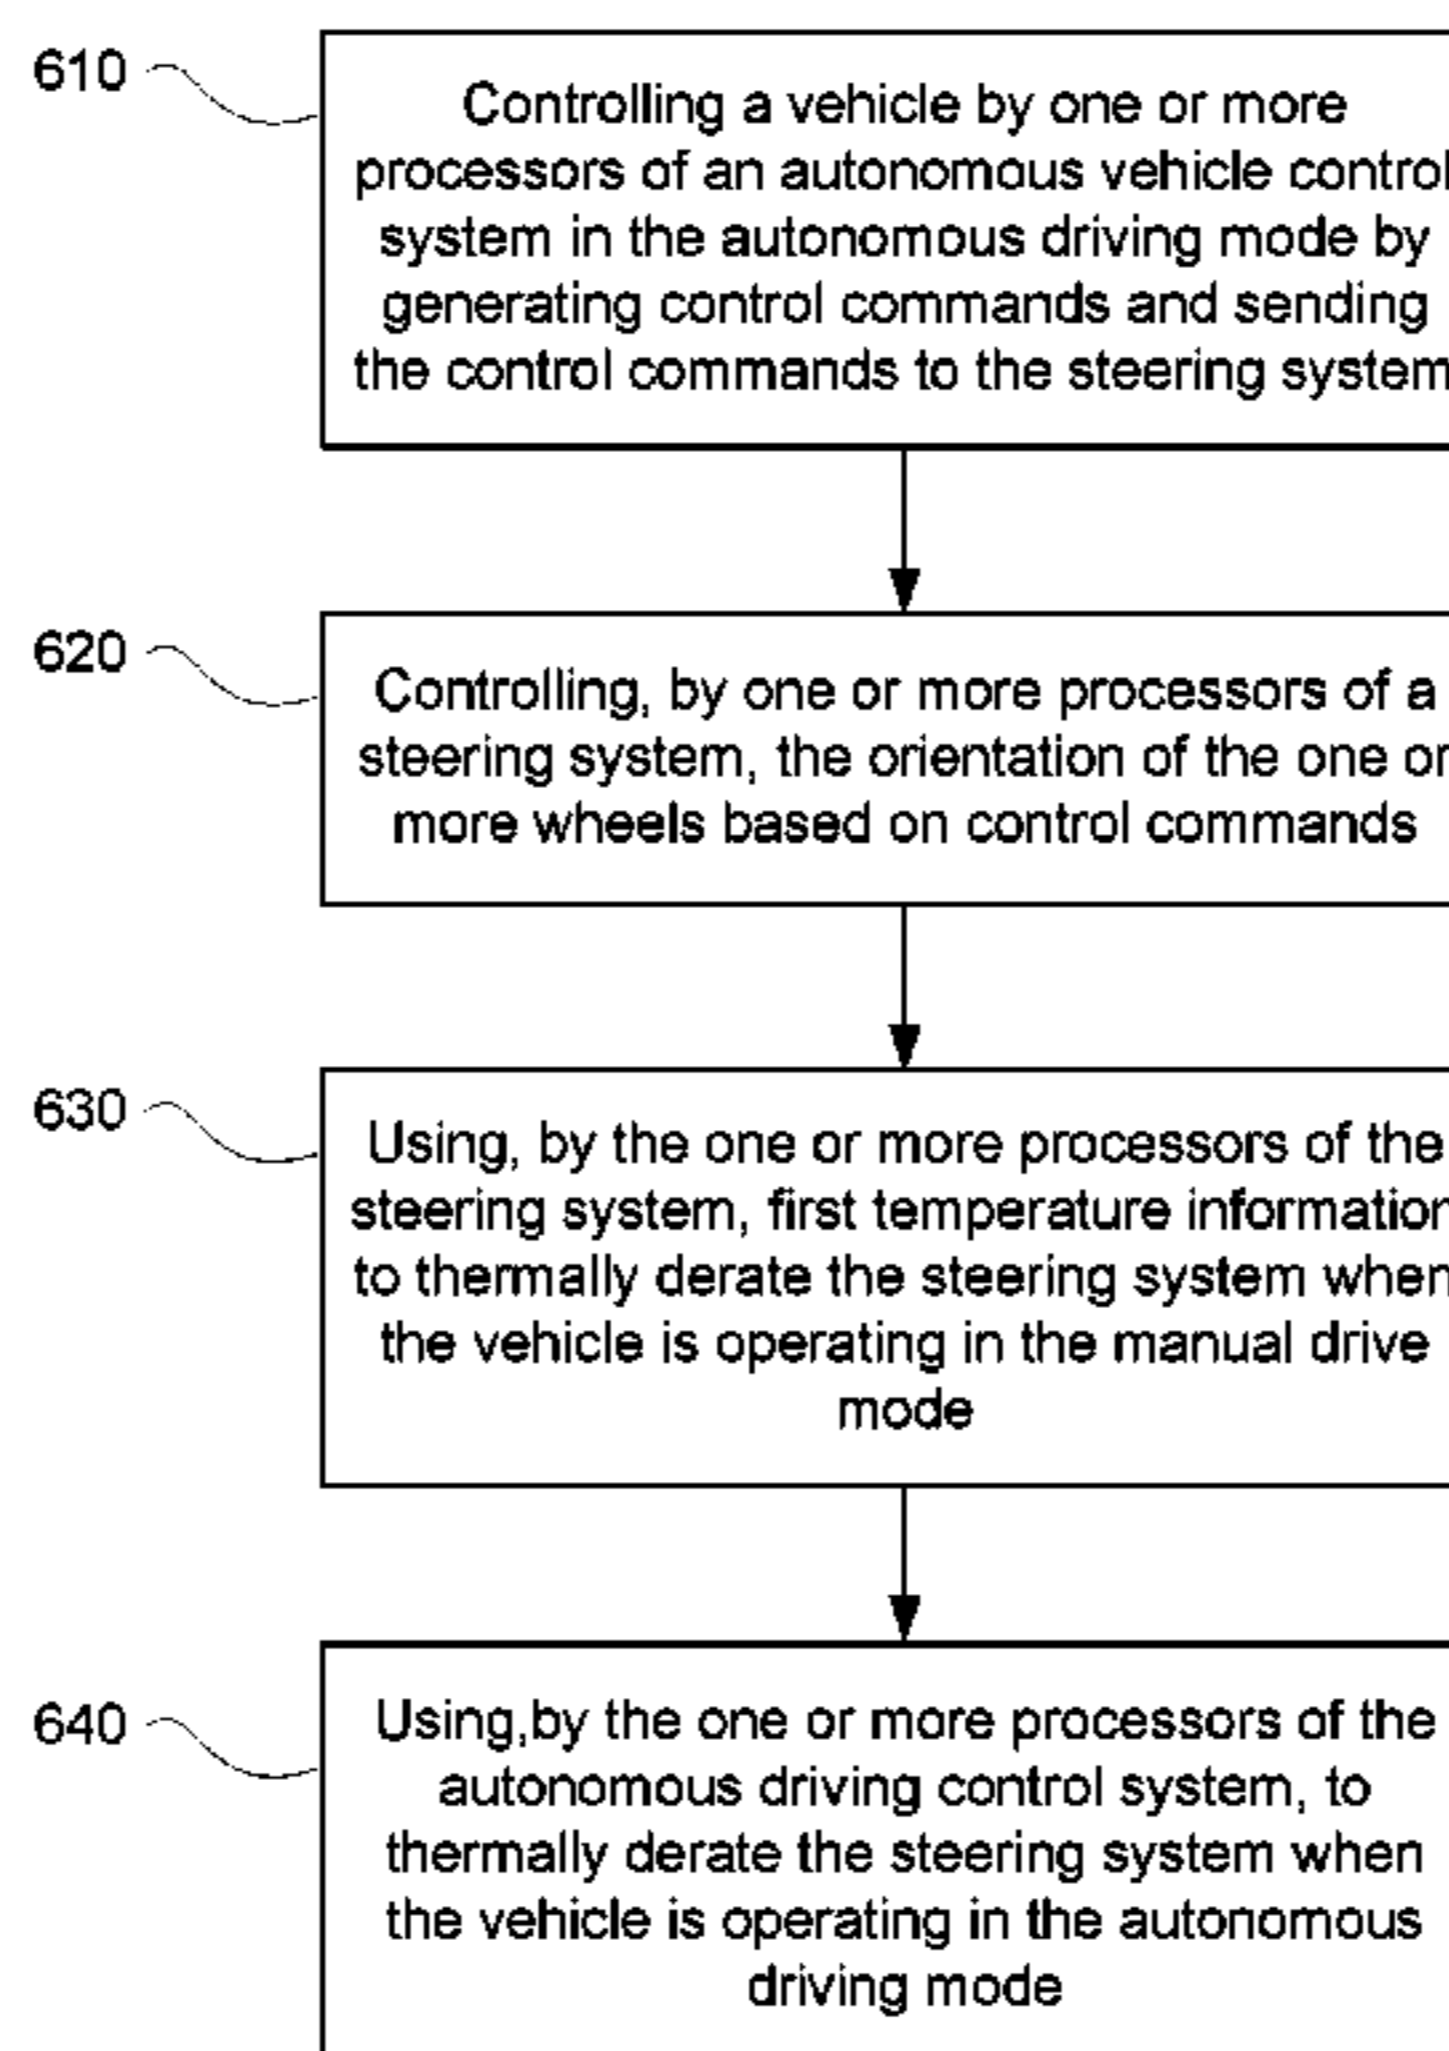 610
Controlling a vehicle by one or more
processors of an autonomous vehicle control
system in the autonomous driving mode by
generating control commands and sending
the control commands to the steering system
620
Controlling, by one or more processors of a
steering system, the orientation of the one or
more wheels based on control commands
630
Using, by the one or more processors of the
steering system, first temperature information
to thermally derate the steering system when
the vehicle is operating in the manual drive
mode
640
Using,by the one or more processors of the
autonomous driving control system, to
thermally derate the steering system when
the vehicle is operating in the autonomous
driving mode